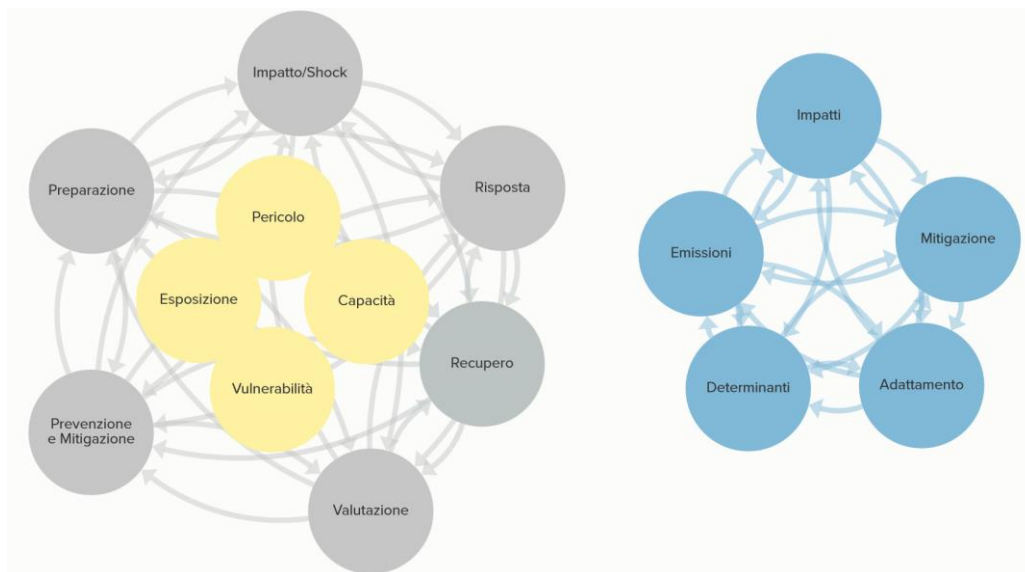 Impatto/Shock
Preparazione
Risposta
Pericolo
Esposizione
Capacità
Vulnerabilità
Recupero
Prevenzione
e Mitigazione
Valutazione
Impatti
Emissioni
Mitigazione
Determinanti
Adattamento